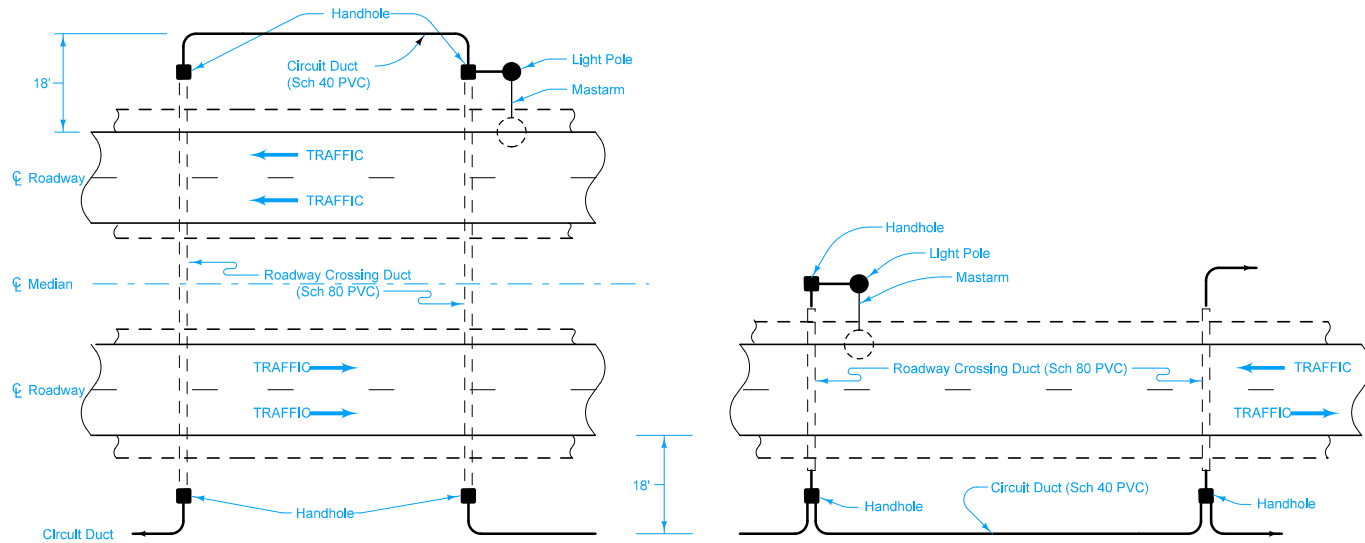 Handhole
Circuit Duct
(Sch 40 PVC)
Light Pole
18'
Mastarm
TRAFFIC
℄ Roadway
TRAFFIC
Roadway Crossing Duct
(Sch 80 PVC)
℄ Median
TRAFFIC
℄ Roadway
TRAFFIC
18'
Handhole
CIrcuIt Duct
Handhole
LIght Pole
Mastarm
Roadway Crossing Duct (Sch 80 PVC)
TRAFFIC
TRAFFIC
Circuit Duct (Sch 40 PVC)
Handhole
Handhole